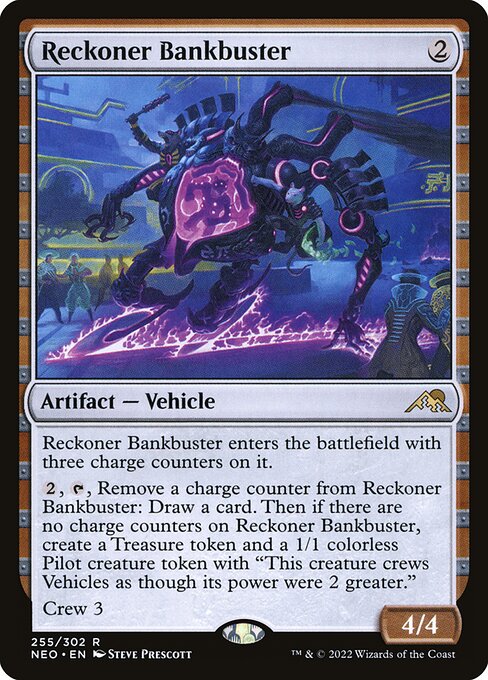 Reckoner Bankbuster 2
Artifact — Vehicle
Reckoner Bankbuster enters the battlefield with
three charge counters on it.
2, T, Remove a charge counter from Reckoner
Bankbuster: Draw a card. Then if there are
no charge counters on Reckoner Bankbuster,
create a Treasure token and a 1/1 colorless
Pilot creature token with “This creature crews
Vehicles as though its power were 2 greater.”
Crew 3
4/4
255/302 R
NEO • EN Steve Prescott
™ & © 2022 Wizards of the Coast